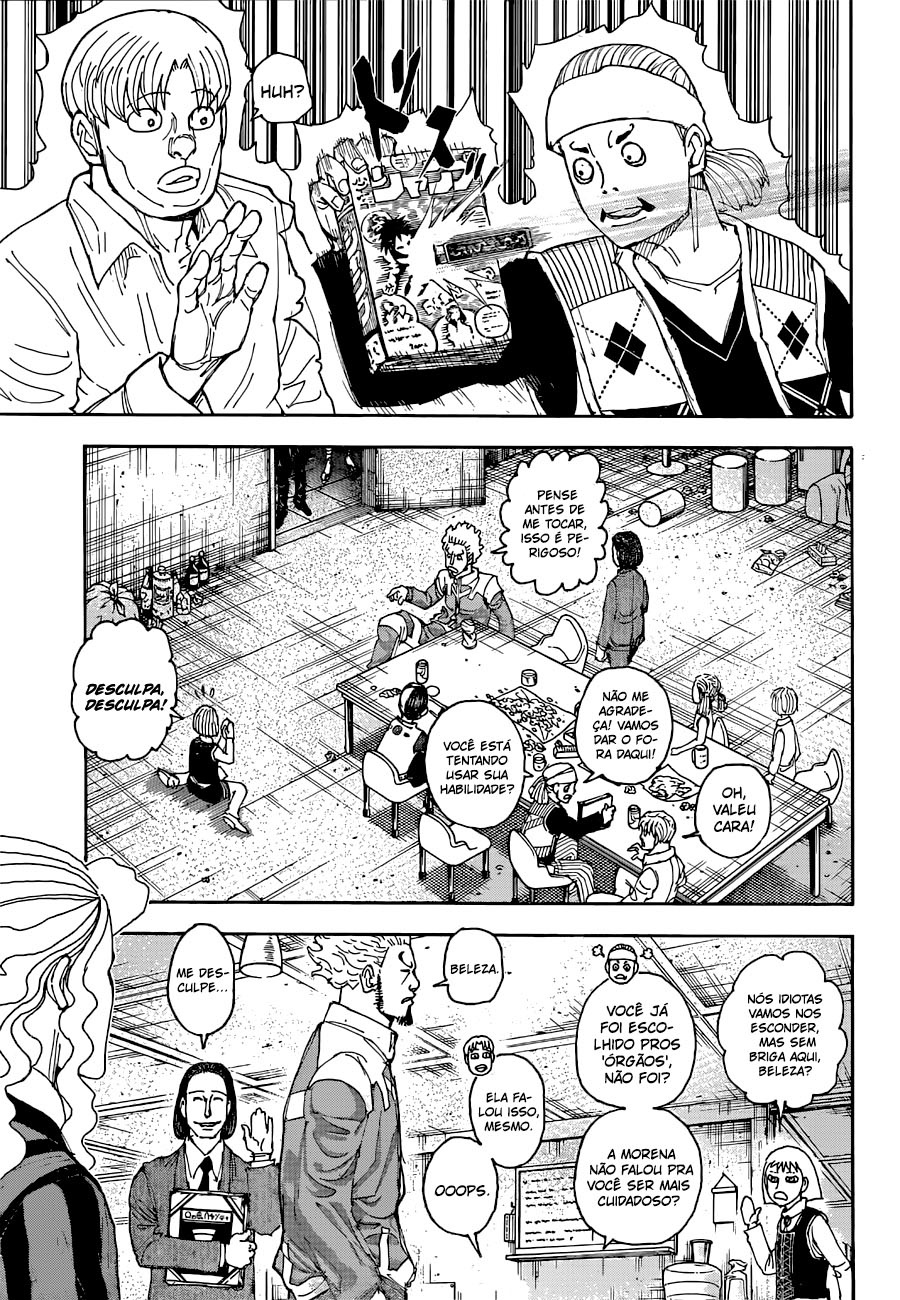 ドスッ
HUH?
PENSE
ANTES DE
ME TOCAR,
ISSO É PE-
RIGOSO!
DESCULPA,
DESCULPA!
OH,
VALEU
CARA!
NÃO ME
AGRADE-
ÇA! VAMOS
DAR O FORA
DAQUI!
VOCÊ ESTÁ
TENTANDO
USAR SUA
HABILIDADE?
NÓS IDIOTAS
VAMOS NOS
ESCONDER,
MAS SEM
BRIGA AQUI,
BELEZA?
VOCÊ JÁ
FOI ESCO-
LHIDO PROS
'ÓRGÃOS',
NÃO FOI?
A MORENA
NÃO FALOU PRA
VOCÊ SER MAIS
CUIDADOSO?
BELEZA.
ELA FA-
LOU ISSO,
MESMO.
OOOPS.
ME DES-
CULPE...